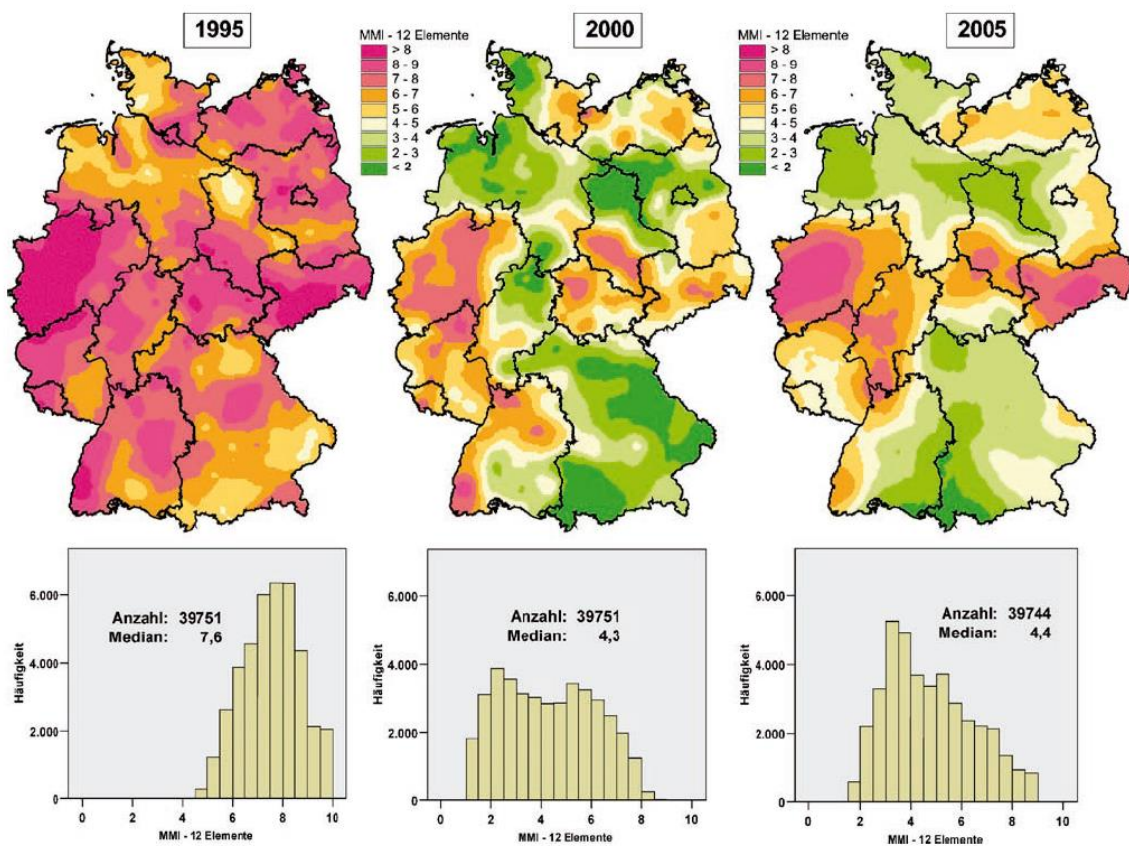 1995
MMI - 12 Elemente
> 8
8 - 9
7 - 8
6 - 7
5 - 6
4 - 5
3 - 4
2 - 3
< 2
2000
MMI - 12 Elemente
> 8
8 - 9
7 - 8
6 - 7
5 - 6
4 - 5
3 - 4
2 - 3
< 2
2005
Häufigkeit
6.000
4.000
2.000
0
Anzahl: 39751
Median: 7,6
0 2 4 6 8 10
MMI - 12 Elemente
Häufigkeit
6.000
4.000
2.000
0
Anzahl: 39751
Median: 4,3
0 2 4 6 8 10
MMI - 12 Elemente
Häufigkeit
6.000
4.000
2.000
0
Anzahl: 39744
Median: 4,4
0 2 4 6 8 10
MMI - 12 Elemente